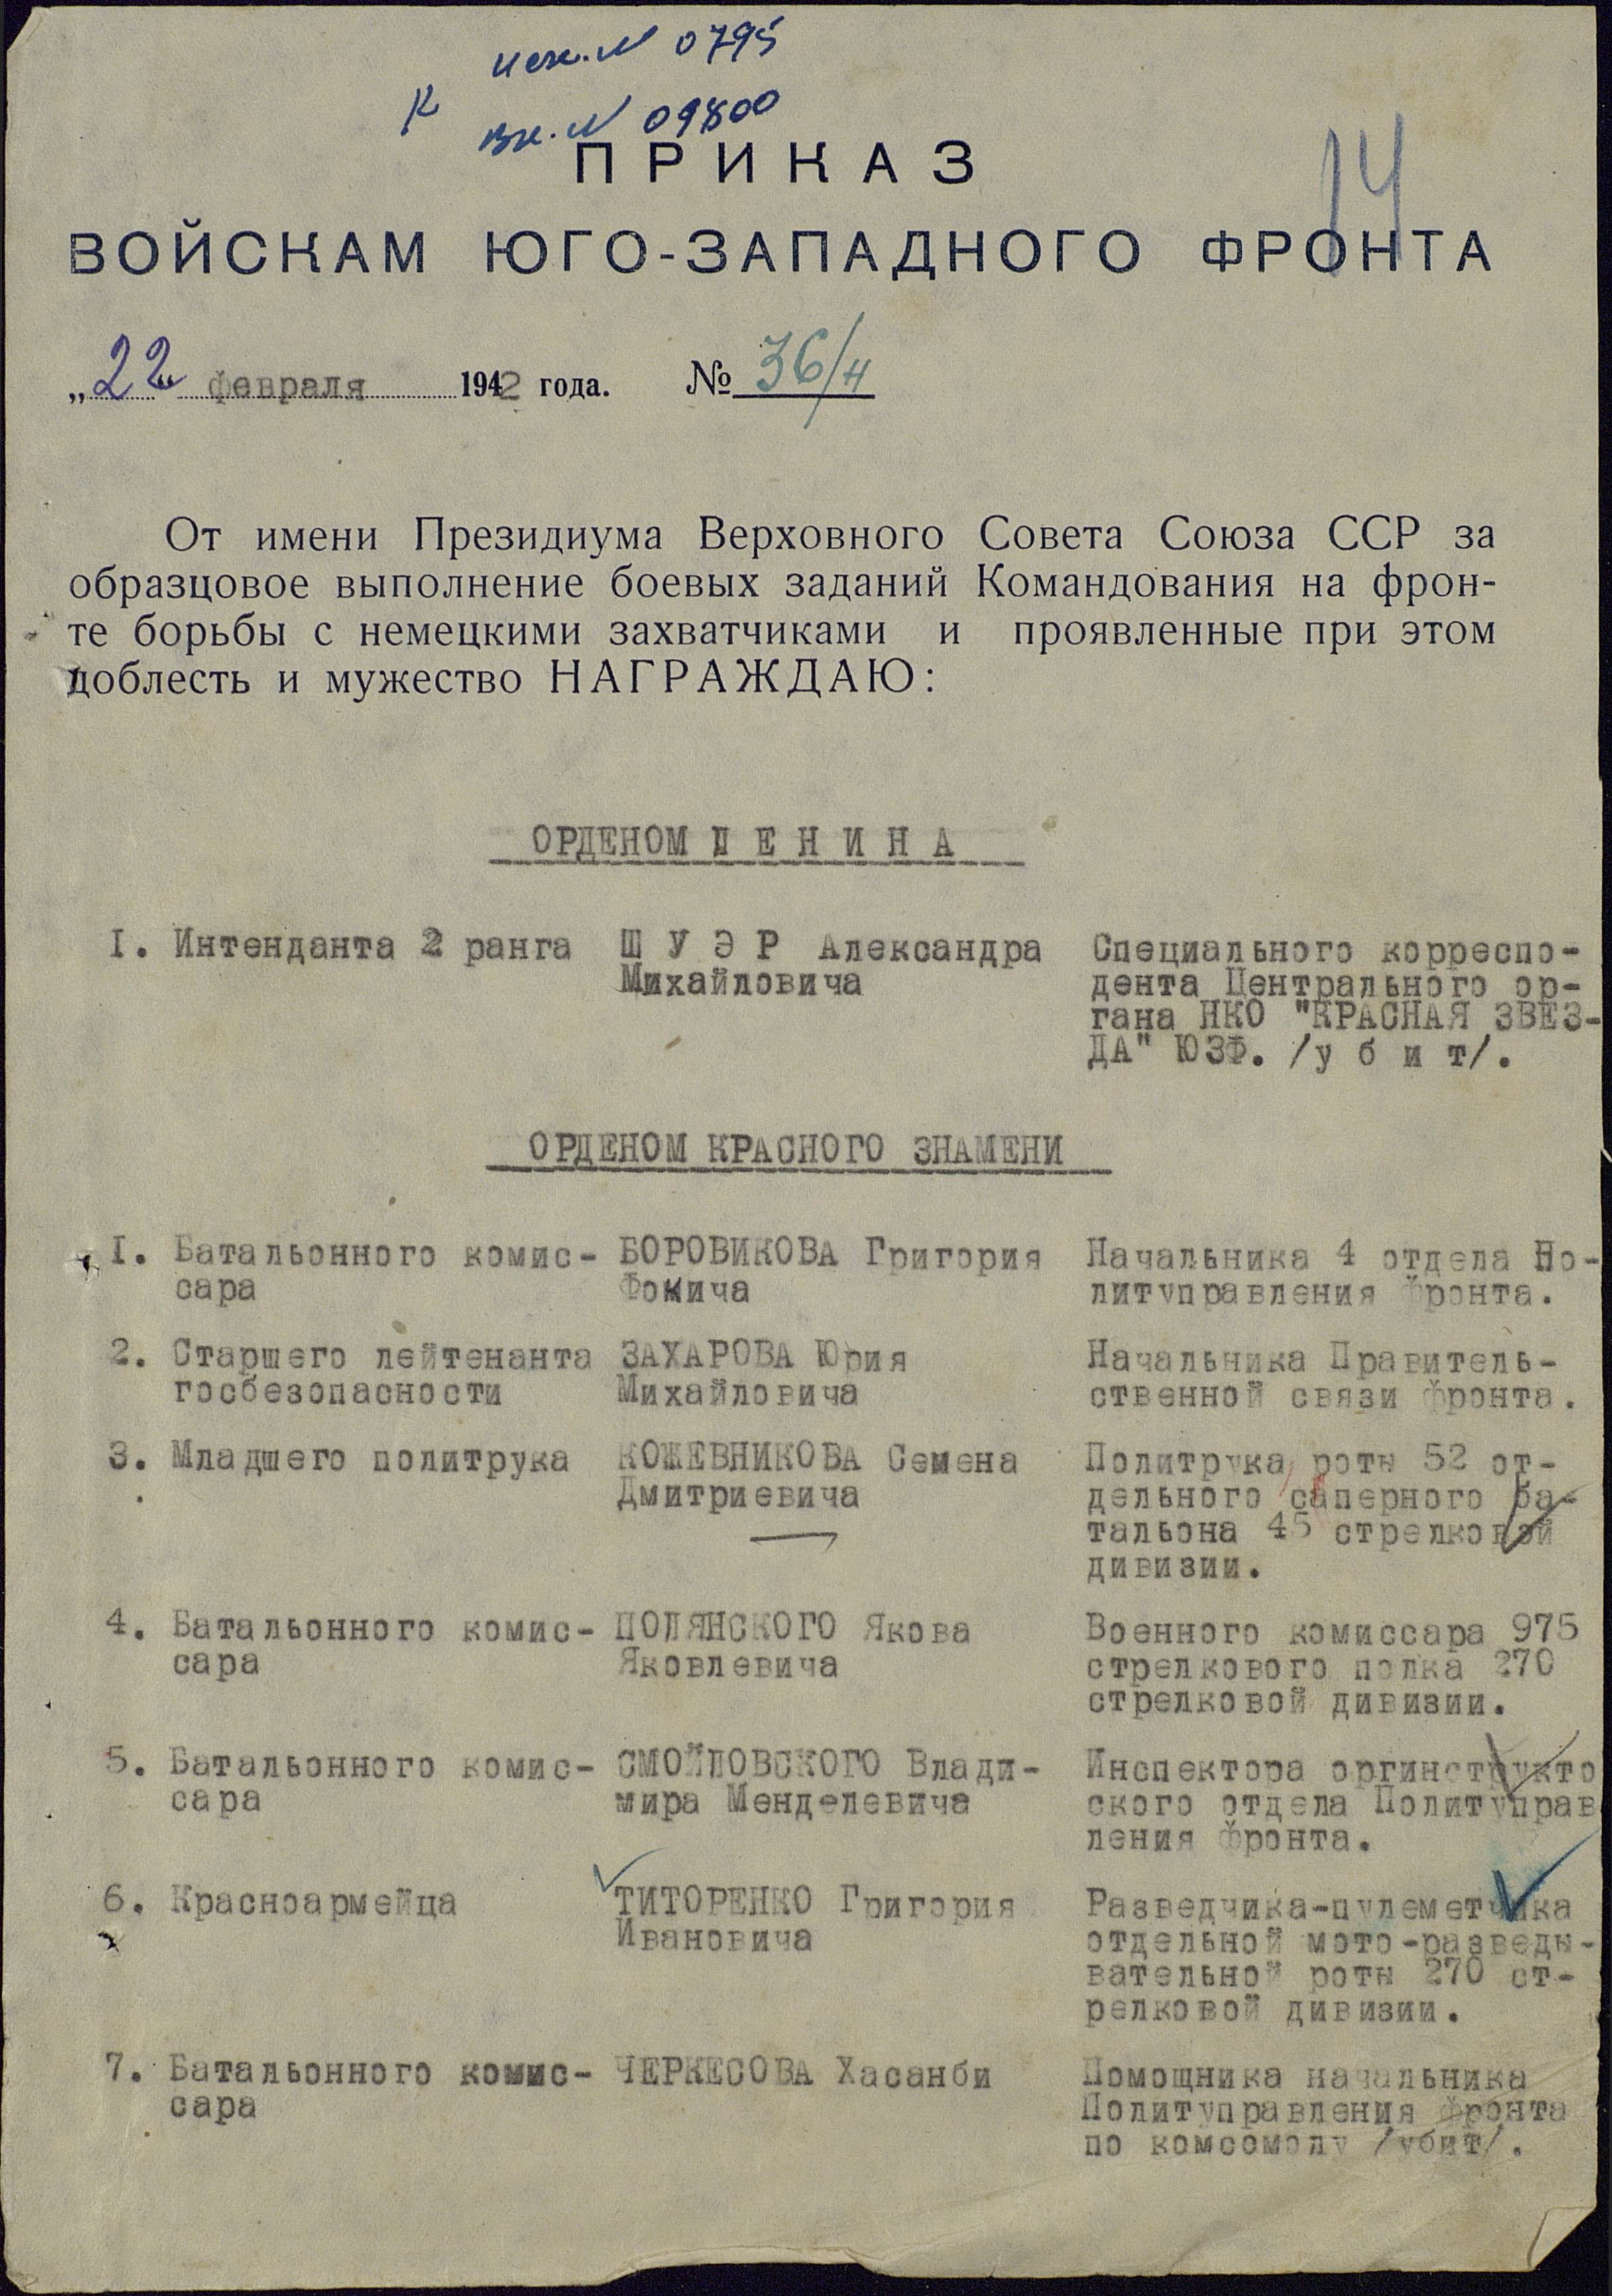 исх. N 0795
К вх. N 09800
14
ПРИКАЗ
ВОЙСКАМ ЮГО-ЗАПАДНОГО ФРОНТА
„22“ февраля 1942 года. № 36/н
От имени Президиума Верховного Совета Союза ССР за
образцовое выполнение боевых заданий Командования на фрон-
те борьбы с немецкими захватчиками и проявленные при этом
доблесть и мужество НАГРАЖДАЮ:
ОРДЕНОМ Л Е Н И Н А
I. Интенданта 2 ранга Ш У Э Р Александра Специального корреспо-
Михайловича дента Центрального ор-
гана НКО "КРАСНАЯ ЗВЕЗ-
ДА" ЮЗФ. /у б и т/.
ОРДЕНОМ КРАСНОГО ЗНАМЕНИ
I. Батальонного комис- БОРОВИКОВА Григория Начальника 4 отдела По-
сара Фомича литуправления фронта.
2. Старшего лейтенанта ЗАХАРОВА Юрия Начальника Правитель-
госбезопасности Михайловича ственной связи фронта.
3. Младшего политрука КОЖЕВНИКОВА Семена Политрука роты 52 от-
Дмитриевича дельного саперного ба-
тальона 45 стрелковой
дивизии.
4. Батальонного комис- ПОЛЯНСКОГО Якова Военного комиссара 975
сара Яковлевича стрелкового полка 270
стрелковой дивизии.
5. Батальонного комис- СМОЙЛОВСКОГО Влади- Инспектора оргинструкто
сара мира Менделевича ского отдела Политуправ
ления фронта.
6. Красноармейца ТИТОРЕНКО Григория Разведчика-пулеметчика
Ивановича отдельной мото-разведы-
вательной роты 270 ст-
релковой дивизии.
7. Батальонного комис- ЧЕРКЕСОВА Хасанби Помощника начальника
сара Политуправления фронта
по комсомолу /убит/.